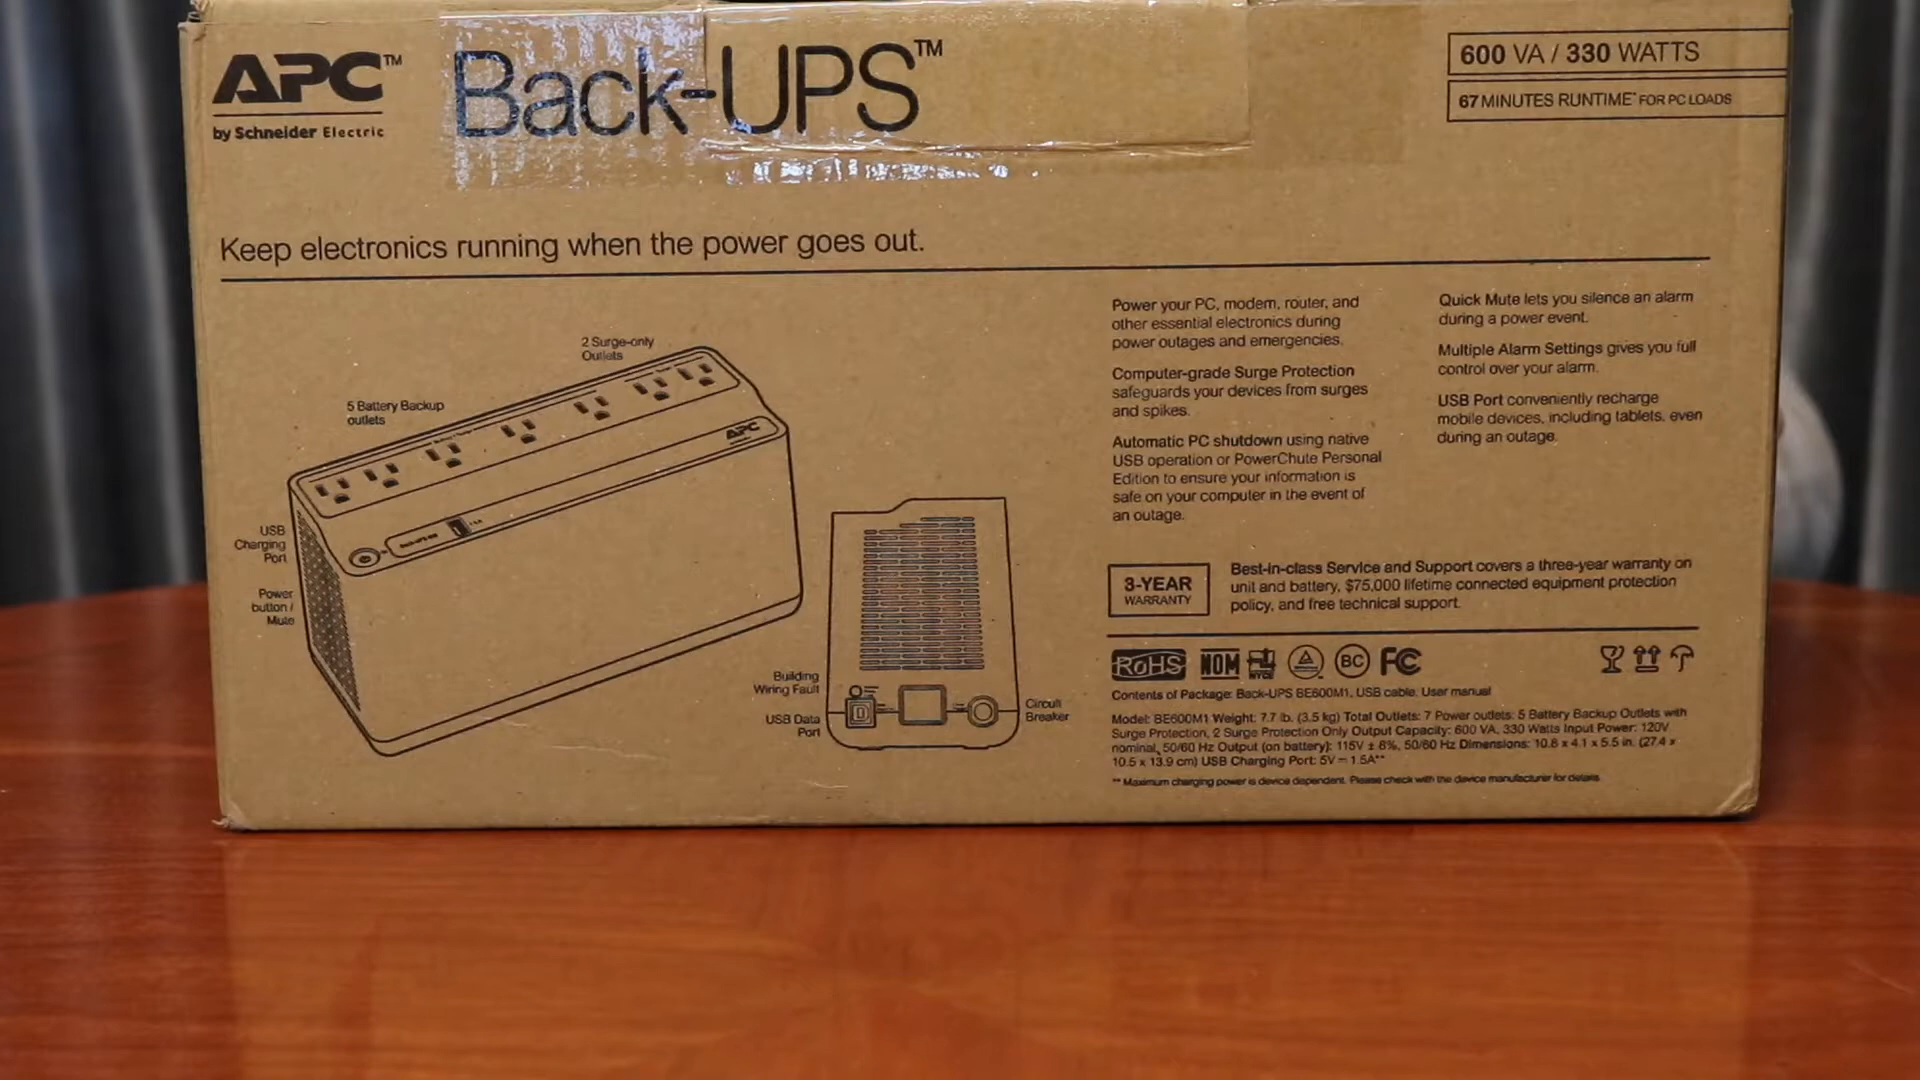 APC™
by Schneider Electric
Back-UPS™
600 VA / 330 WATTS
67 MINUTES RUNTIME* FOR PC LOADS
Keep electronics running when the power goes out.
2 Surge-only
Outlets
5 Battery Backup
outlets
APC
USB
Charging
Port
Power
button /
Mute
Building
Wiring Fault
USB Data
Port
Circuit
Breaker
Power your PC, modem, router, and
other essential electronics during
power outages and emergencies.
Computer-grade Surge Protection
safeguards your devices from surges
and spikes.
Automatic PC shutdown using native
USB operation or PowerChute Personal
Edition to ensure your information is
safe on your computer in the event of
an outage.
Quick Mute lets you silence an alarm
during a power event.
Multiple Alarm Settings gives you full
control over your alarm.
USB Port conveniently recharge
mobile devices, including tablets, even
during an outage.
3-YEAR
WARRANTY
Best-in-class Service and Support covers a three-year warranty on
unit and battery, $75,000 lifetime connected equipment protection
policy, and free technical support.
RoHS NOM NYCE BC FC
Contents of Package: Back-UPS BE600M1, USB cable, User manual
Model: BE600M1 Weight: 7.7 lb. (3.5 kg) Total Outlets: 7 Power outlets: 5 Battery Backup Outlets with
Surge Protection, 2 Surge Protection Only Output Capacity: 600 VA, 330 Watts Input Power: 120V
nominal, 50/60 Hz Output (on battery): 115V ± 8%, 50/60 Hz Dimensions: 10.8 x 4.1 x 5.5 in. (27.4 x
10.5 x 13.9 cm) USB Charging Port: 5V ⎓ 1.5A**
** Maximum charging power is device dependent. Please check with the device manufacturer for details